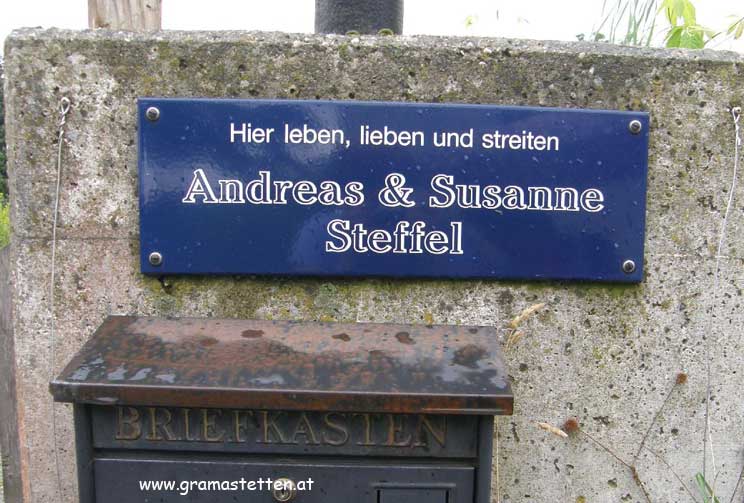 Hier leben, lieben und streiten
Andreas & Susanne
Steffel
BRIEFKASTEN
www.gramastetten.at